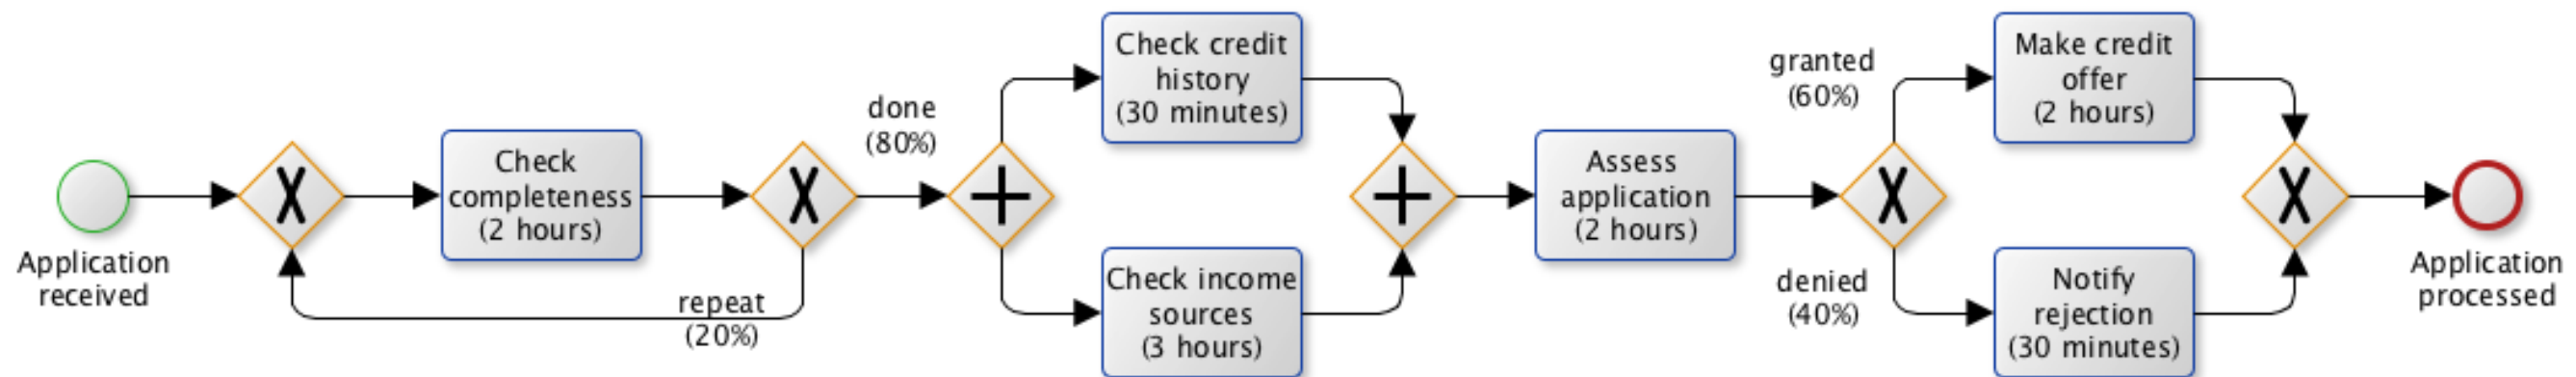 Application
received
Check
completeness
(2 hours)
repeat
(20%)
done
(80%)
Check credit
history
(30 minutes)
Check income
sources
(3 hours)
Assess
application
(2 hours)
granted
(60%)
denied
(40%)
Make credit
offer
(2 hours)
Notify
rejection
(30 minutes)
Application
processed